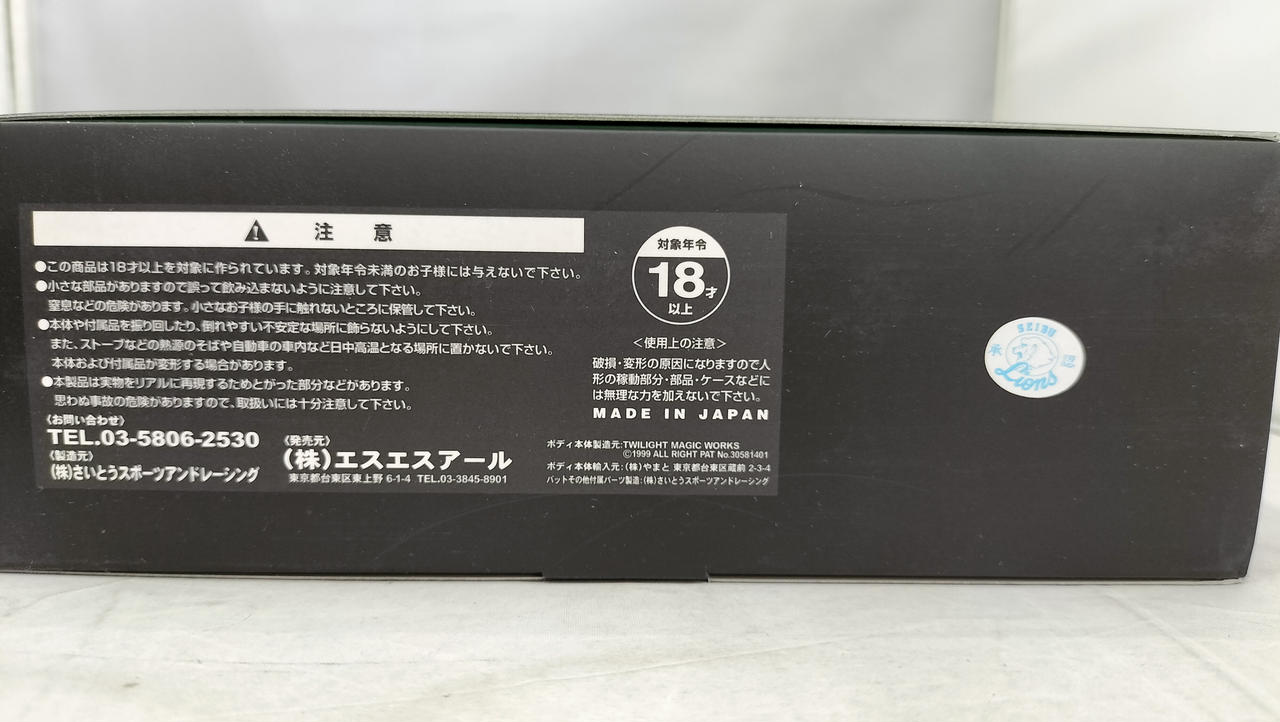 注 意
●この商品は18才以上を対象に作られています。対象年令未満のお子様には与えないで下さい。
●小さな部品がありますので誤って飲み込まないように注意して下さい。
窒息などの危険があります。小さなお子様の手に触れないところに保管して下さい。
●本体や付属品を振り回したり、倒れやすい不安定な場所に飾らないようにして下さい。
また、ストーブなどの熱源のそばや自動車の車内など日中高温となる場所に置かないで下さい。
本体および付属品が変形する場合があります。
●本製品は実物をリアルに再現するためとがった部分などがあります。
思わぬ事故の危険がありますので、取扱いには十分注意して下さい。
〈お問い合わせ〉
TEL.03-5806-2530
〈製造元〉
(株)さいとうスポーツアンドレーシング
〈発売元〉
(株)エスエスアール
東京都台東区東上野 6-1-4 TEL.03-3845-8901
対象年令
18才
以上
＜使用上の注意＞
破損・変形の原因になりますので人
形の稼動部分・部品・ケースなどに
は無理な力を加えないで下さい。
MADE IN JAPAN
ボディ本体製造元:TWILIGHT MAGIC WORKS
©1999 ALL RIGHT PAT No.30581401
ボディ本体輸入元:(株)やまと 東京都台東区蔵前 2-3-4
バットその他付属パーツ製造:(株)さいとうスポーツアンドレーシング
SEIBU
承認
Lions